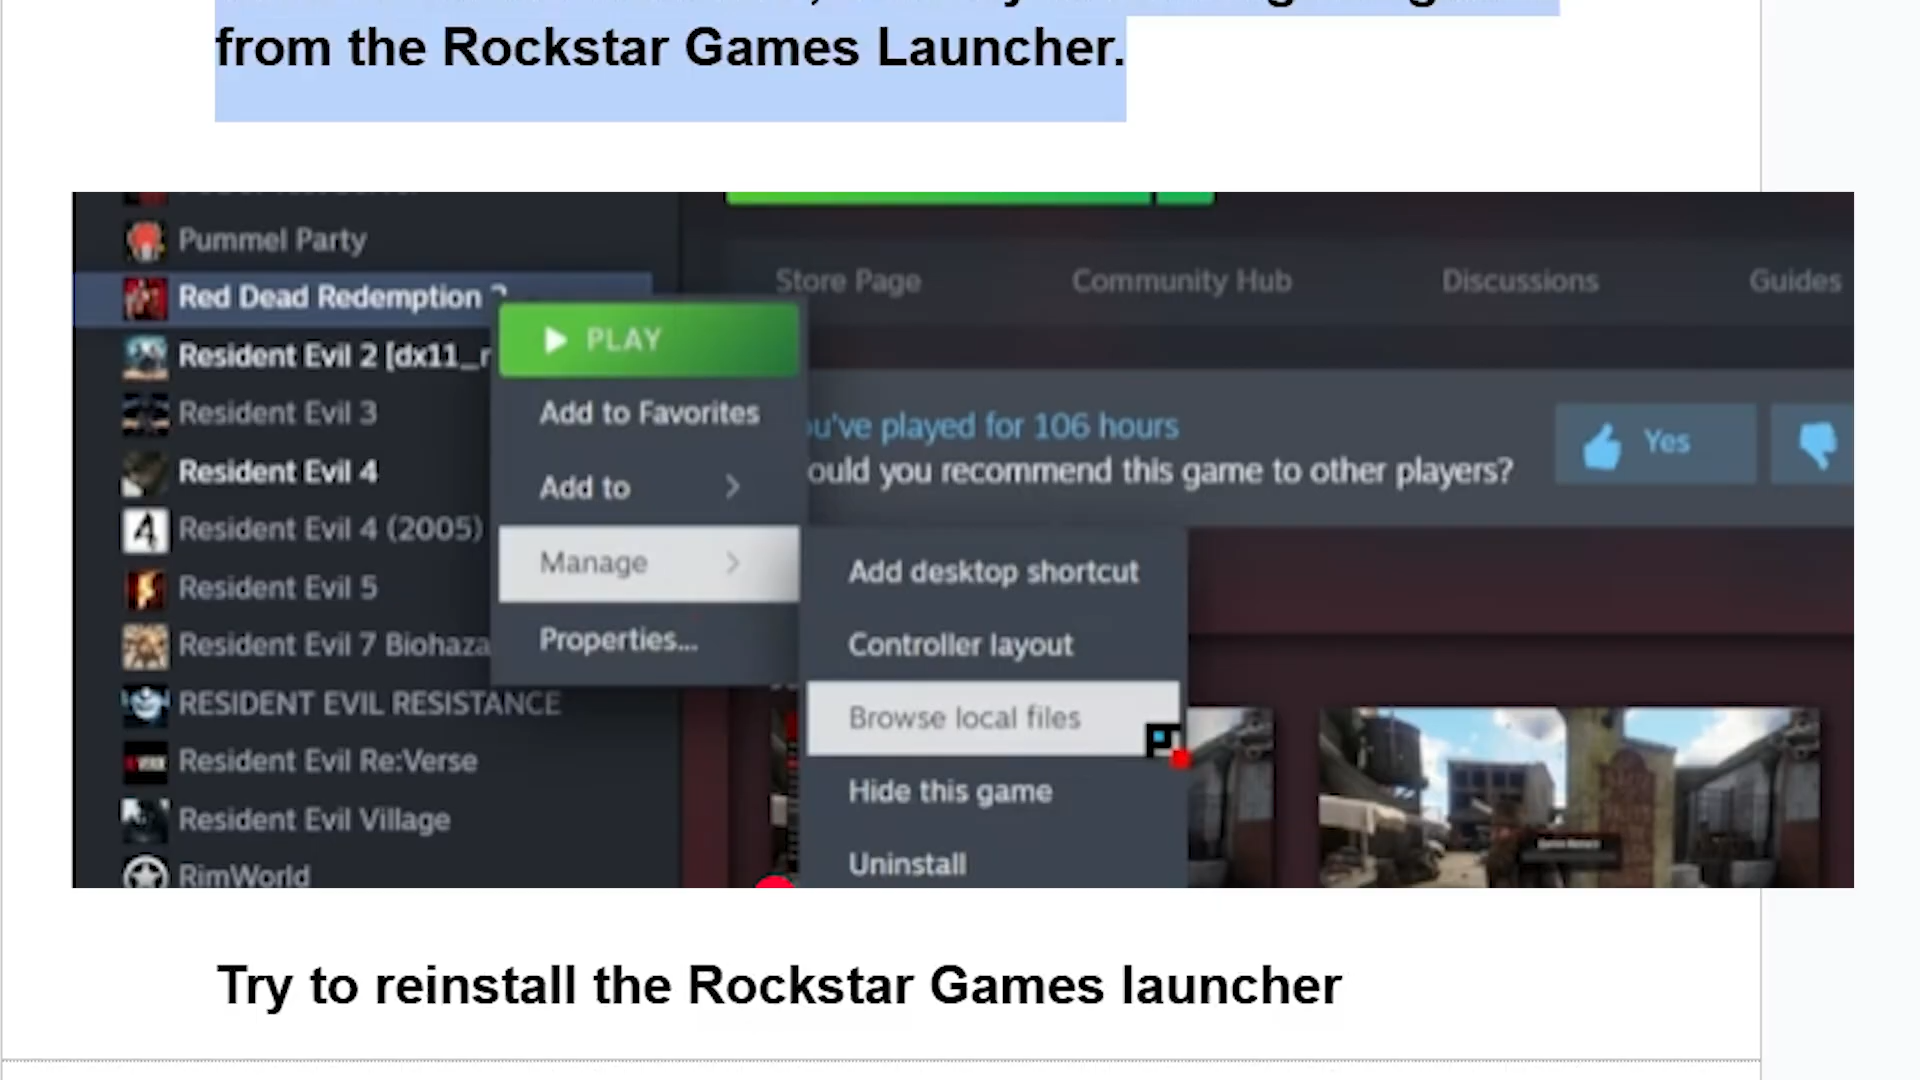 from the Rockstar Games Launcher.
Pummel Party
Red Dead Redemption
Resident Evil 2 [dx11_r
Resident Evil 3
Resident Evil 4
Resident Evil 4 (2005)
Resident Evil 5
Resident Evil 7 Biohaza
RESIDENT EVIL RESISTANCE
Resident Evil Re:Verse
Resident Evil Village
RimWorld
PLAY
Add to Favorites
Add to
Manage
Properties...
Add desktop shortcut
Controller layout
Browse local files
Hide this game
Uninstall
Store Page Community Hub Discussions Guides
ou've played for 106 hours
ould you recommend this game to other players?
Yes
Try to reinstall the Rockstar Games launcher